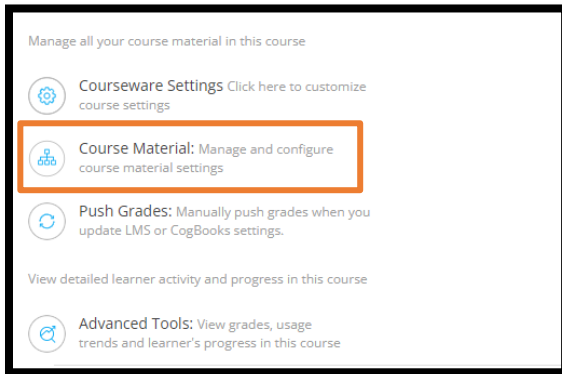 Manage all your course material in this course
Courseware Settings Click here to customize
course settings
Course Material: Manage and configure
course material settings
Push Grades: Manually push grades when you
update LMS or CogBooks settings.
View detailed learner activity and progress in this course
Advanced Tools: View grades, usage
trends and learner's progress in this course